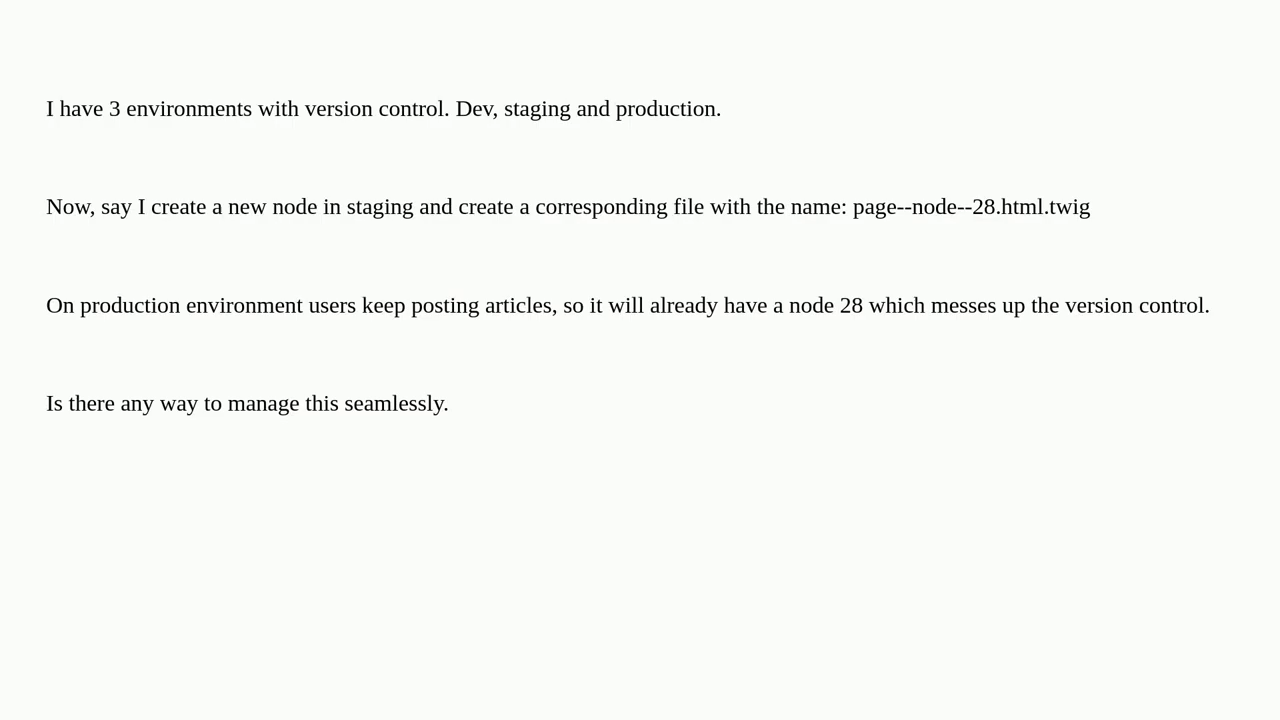 I have 3 environments with version control. Dev, staging and production.
Now, say I create a new node in staging and create a corresponding file with the name: page--node--28.html.twig
On production environment users keep posting articles, so it will already have a node 28 which messes up the version control.
Is there any way to manage this seamlessly.